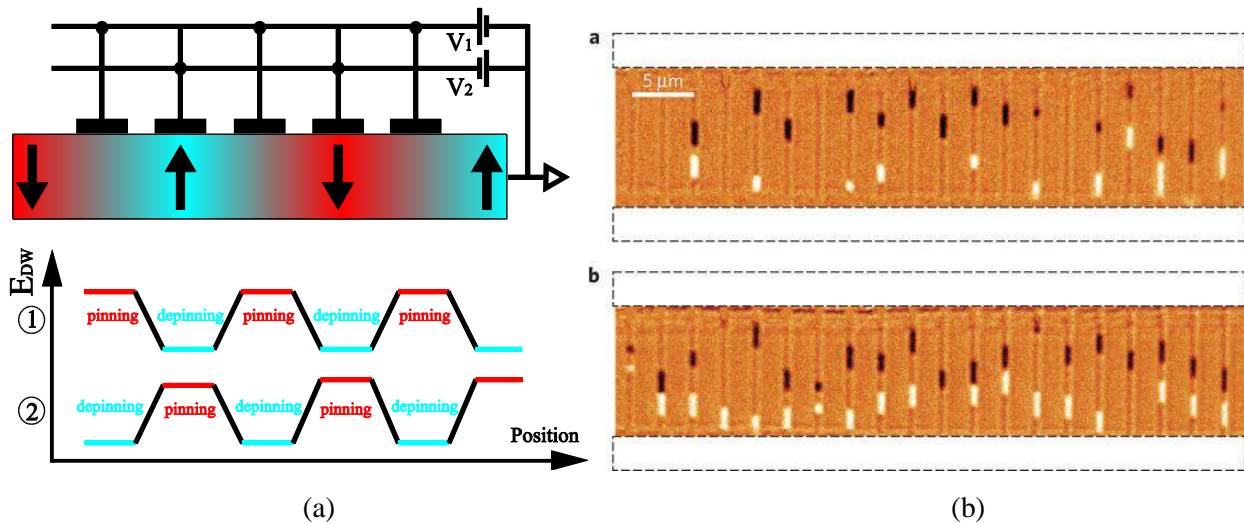 V1
V2
EDW
①
pinning depinning pinning depinning pinning
②
depinning pinning depinning pinning depinning
Position
(a)
a
5 μm
b
(b)